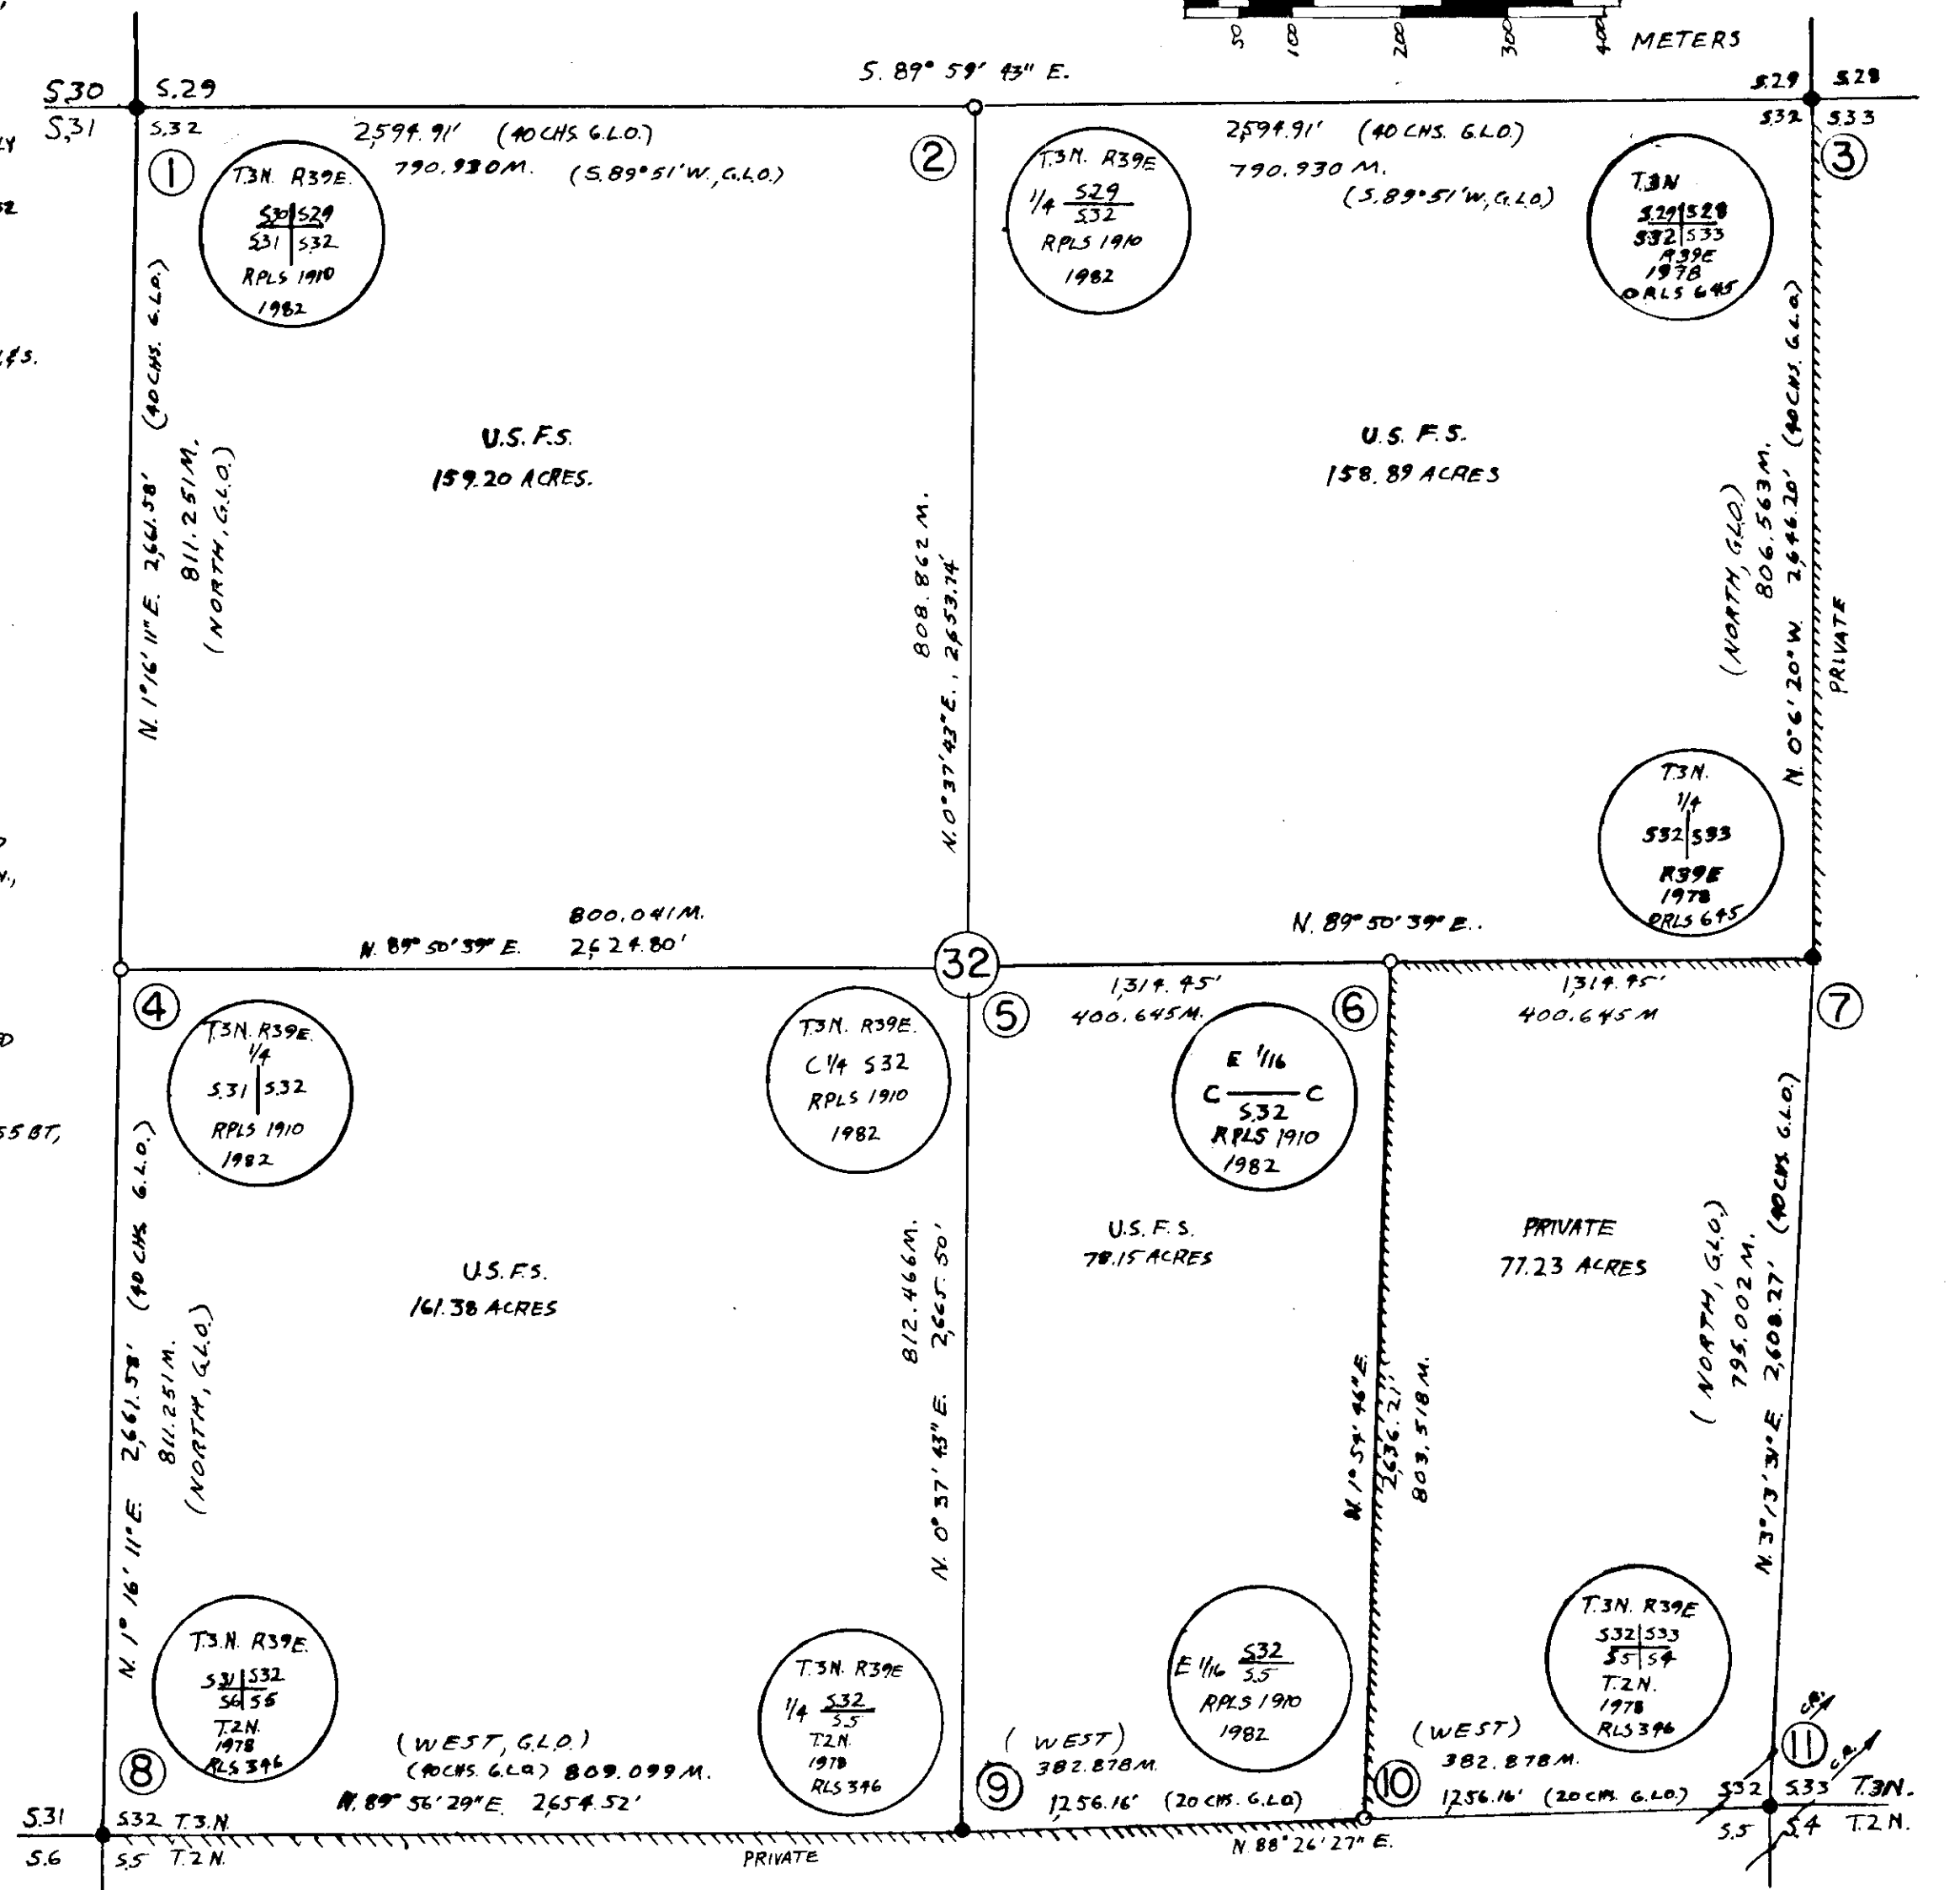 50 100 200 300 400 METERS
S. 89° 59' 43" E.
S.30 S.29
S.31 S.32
S.29 S.28
S.32 S.33
2,594.91' (40 CHS. G.L.O.)
790.930 M. (S.89°51'W., G.L.O.)
2,594.91' (40 CHS. G.L.O.)
790.930 M.
(S.89°51'W, G.L.O.)
1
T.3N. R39E.
S30 S29
S31 S32
RPLS 1910
1982
2
T.3N. R39E
1/4 S29
S32
RPLS 1910
1982
3
T.3N
S.29 S28
S32 S33
R39E
1978
ORLS 645
N. 1°16' 11" E. 2,661.58' (40 CHS. G.L.O.)
811.251 M.
(NORTH, G.L.O.)
U.S.F.S.
159.20 ACRES.
808.862 M.
N.0°37'43"E., 2,653.74'
U.S. F.S.
158.89 ACRES
(NORTH, G.L.O.)
806.563 M.
N. 0°6'20" W. 2,646.20' (40 CHS. G.L.O.)
PRIVATE
T.3N.
1/4
S32 S33
R39E
1978
ORLS 645
800.041 M.
N. 89° 50' 39" E. 2,624.80'
32
N. 89° 50' 39" E..
1,314.45'
400.645 M.
1,314.45'
400.645 M
4
T.3N. R39E.
1/4
S.31 S.32
RPLS 1910
1982
5
T.3N. R39E.
C 1/4 S32
RPLS 1910
1982
6
E 1/16
C C
S.32
RPLS 1910
1982
7
55 BT,
N. 1° 16' 11" E. 2,661.58' (40 CHS G.L.O.)
811.251 M.
(NORTH, G.L.O.)
U.S.F.S.
161.38 ACRES
812.466 M.
N. 0° 37' 43" E. 2,665.50'
U.S. F.S.
78.15 ACRES
N. 1° 54' 46" E.
2,636.21'
803.518 M.
PRIVATE
77.23 ACRES
(NORTH, G.L.O.)
795.002 M.
N. 3°13'31" E. 2,608.27' (40 CHS. G.L.O.)
8
T.3.N. R39E.
S31 S32
S6 S5
T.2N.
1978
RLS 346
(WEST, G.L.O.)
(40 CHS. G.L.O.) 809.099 M.
N. 89° 56' 29" E. 2,654.52'
T.3N. R39E
1/4 S32
S.5
T.2N.
1978
RLS 346
9
(WEST)
382.878 M.
1,256.16' (20 CHS. G.L.O)
E 1/16 S32
S.5
RPLS 1910
1982
10
(WEST)
382.878 M.
1,256.16' (20 CHS. G.L.O.)
T.3N. R39E
S32 S33
S5 S4
T.2N.
1978
RLS 346
11
S.31 S32 T.3.N.
S.6 S.5 T.2 N.
PRIVATE
N. 88° 26' 27" E.
S32 S33 T.3N.
S.5 S.4 T.2 N.